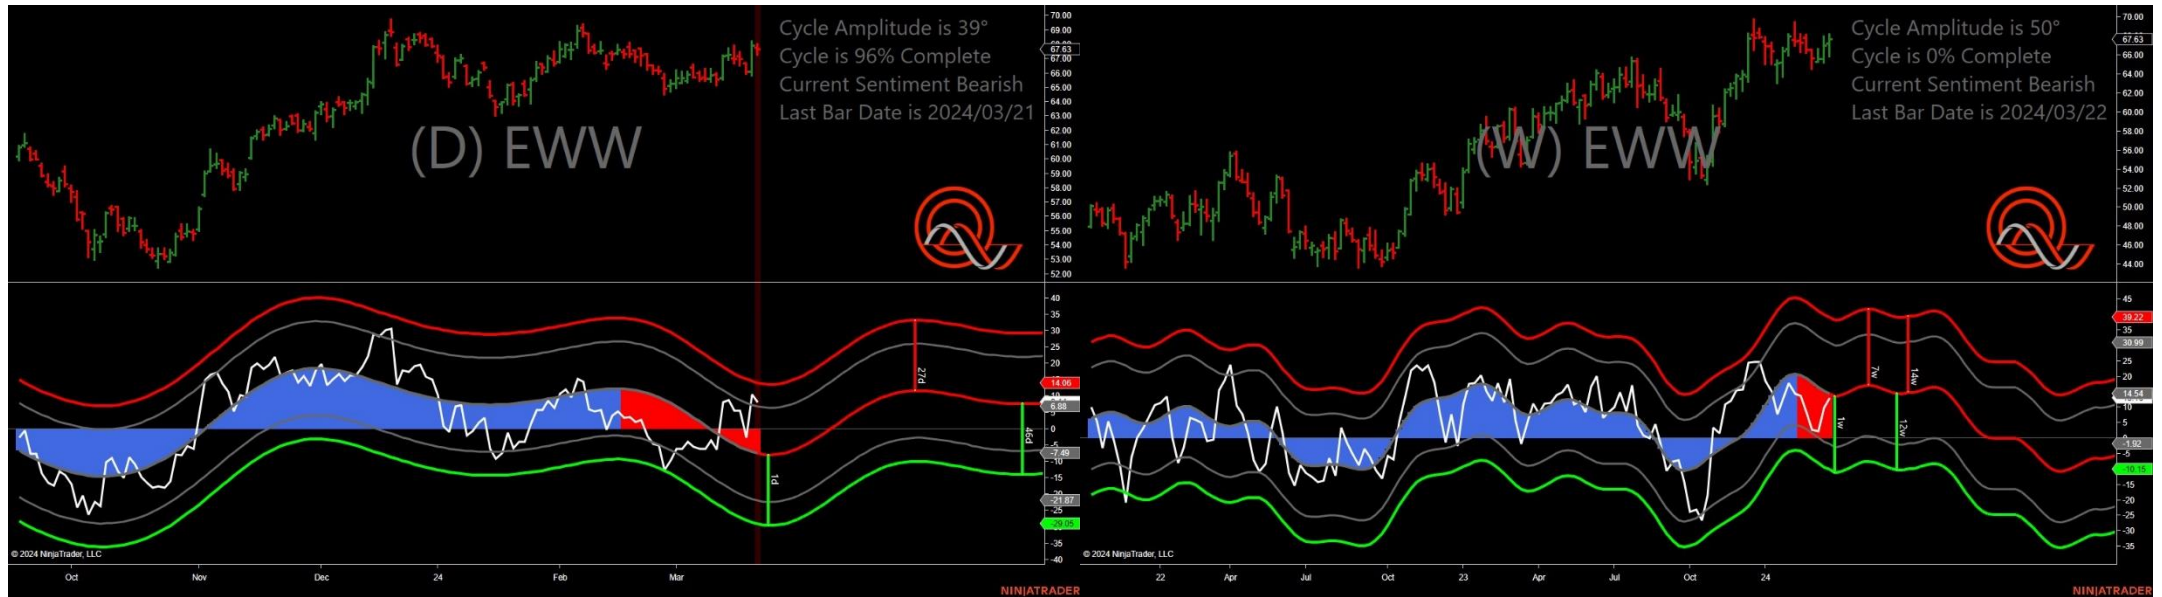 Cycle Amplitude is 39°
Cycle is 96% Complete
Current Sentiment Bearish
Last Bar Date is 2024/03/21
(D) EWW
70.00
69.00
67.63
67.00
66.00
65.00
64.00
63.00
62.00
61.00
60.00
59.00
58.00
57.00
56.00
55.00
54.00
53.00
52.00
40
35
30
25
20
14.06
6.88
0
-7.49
-10
-15
-21.87
-25
-29.05
-35
-40
27d
46d
1d
© 2024 NinjaTrader, LLC
Oct
Nov
Dec
24
Feb
Mar
NINJATRADER
Cycle Amplitude is 50°
Cycle is 0% Complete
Current Sentiment Bearish
Last Bar Date is 2024/03/22
(W) EWW
70.00
67.63
66.00
64.00
62.00
60.00
58.00
56.00
54.00
52.00
50.00
48.00
46.00
44.00
45
39.22
35
30.99
25
20
14.54
10
5
-1.92
-5
-10.15
-15
-20
-25
-30
-35
7w
14w
1w
12w
© 2024 NinjaTrader, LLC
22
Apr
Jul
Oct
23
Apr
Jul
Oct
24
NINJATRADER